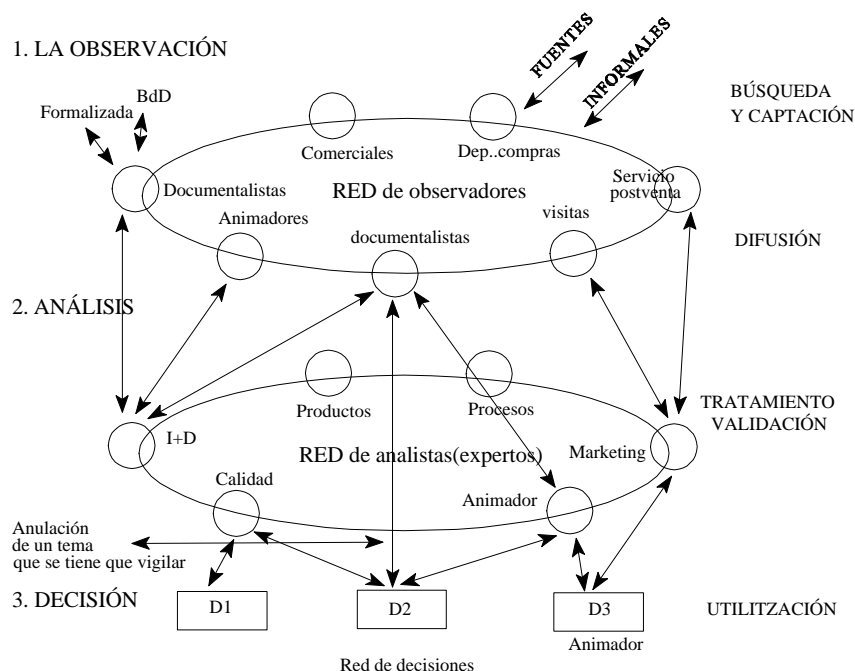 1. LA OBSERVACIÓN
FUENTES
INFORMALES
BdD
Formalizada
BÚSQUEDA
Y CAPTACIÓN
Comerciales
Dep..compras
Documentalistas
RED de observadores
Servicio
postventa
Animadores
visitas
documentalistas
DIFUSIÓN
2. ANÁLISIS
Productos
Procesos
TRATAMIENTO
VALIDACIÓN
I+D
RED de analistas(expertos)
Marketing
Calidad
Animador
Anulación
de un tema
que se tiene que vigilar
3. DECISIÓN
D1
D2
D3
UTILITZACIÓN
Animador
Red de decisiones